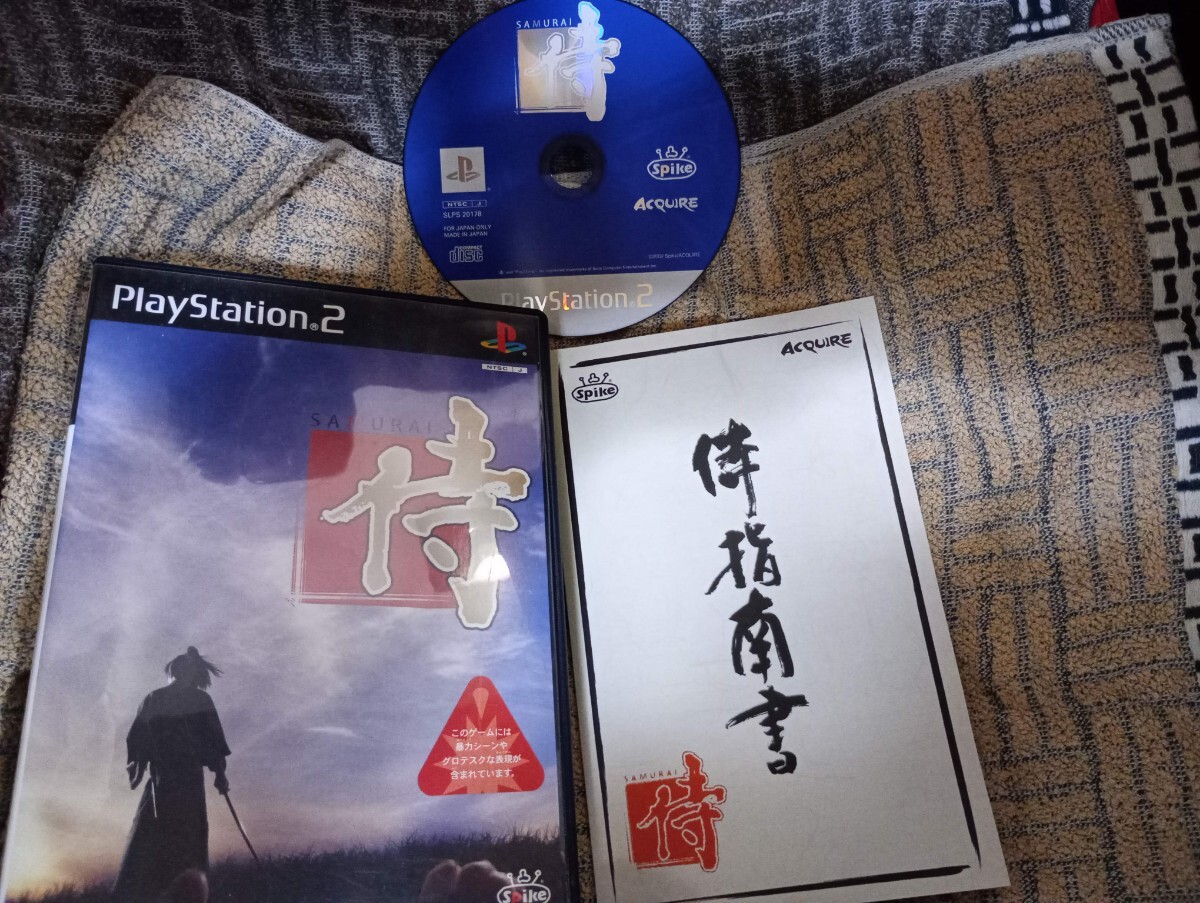 SAMURAI
侍
Spike
NTSC J
SLPS 20178
FOR JAPAN ONLY
MADE IN JAPAN
COMPACT
disc
ACQUIRE
PlayStation 2
PlayStation®2
NTSC J
SAMURAI
侍
このゲームには
暴力シーンや
グロテスクな表現が
含まれています。
Spike
ACQUIRE
Spike
侍指南書
SAMURAI
侍